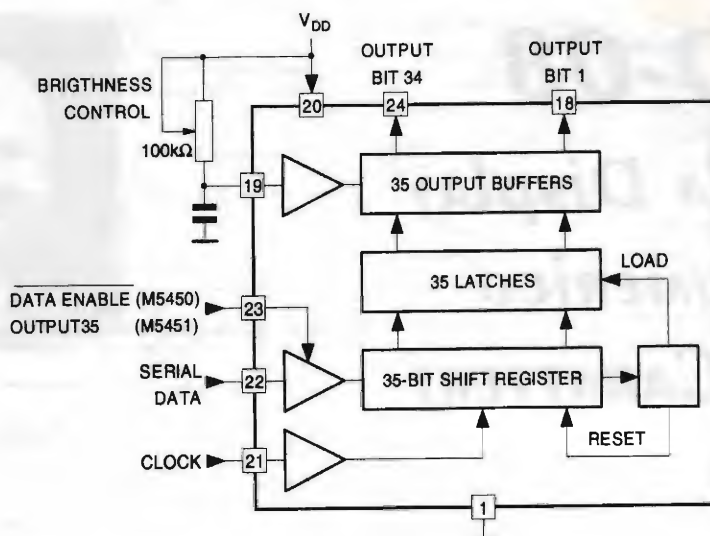 VDD
OUTPUT
BIT 34
OUTPUT
BIT 1
BRIGTHNESS
CONTROL
100kΩ
20
24
18
19
35 OUTPUT BUFFERS
35 LATCHES
LOAD
DATA ENABLE (M5450)
OUTPUT35 (M5451)
23
SERIAL
DATA
22
35-BIT SHIFT REGISTER
RESET
CLOCK
21
1